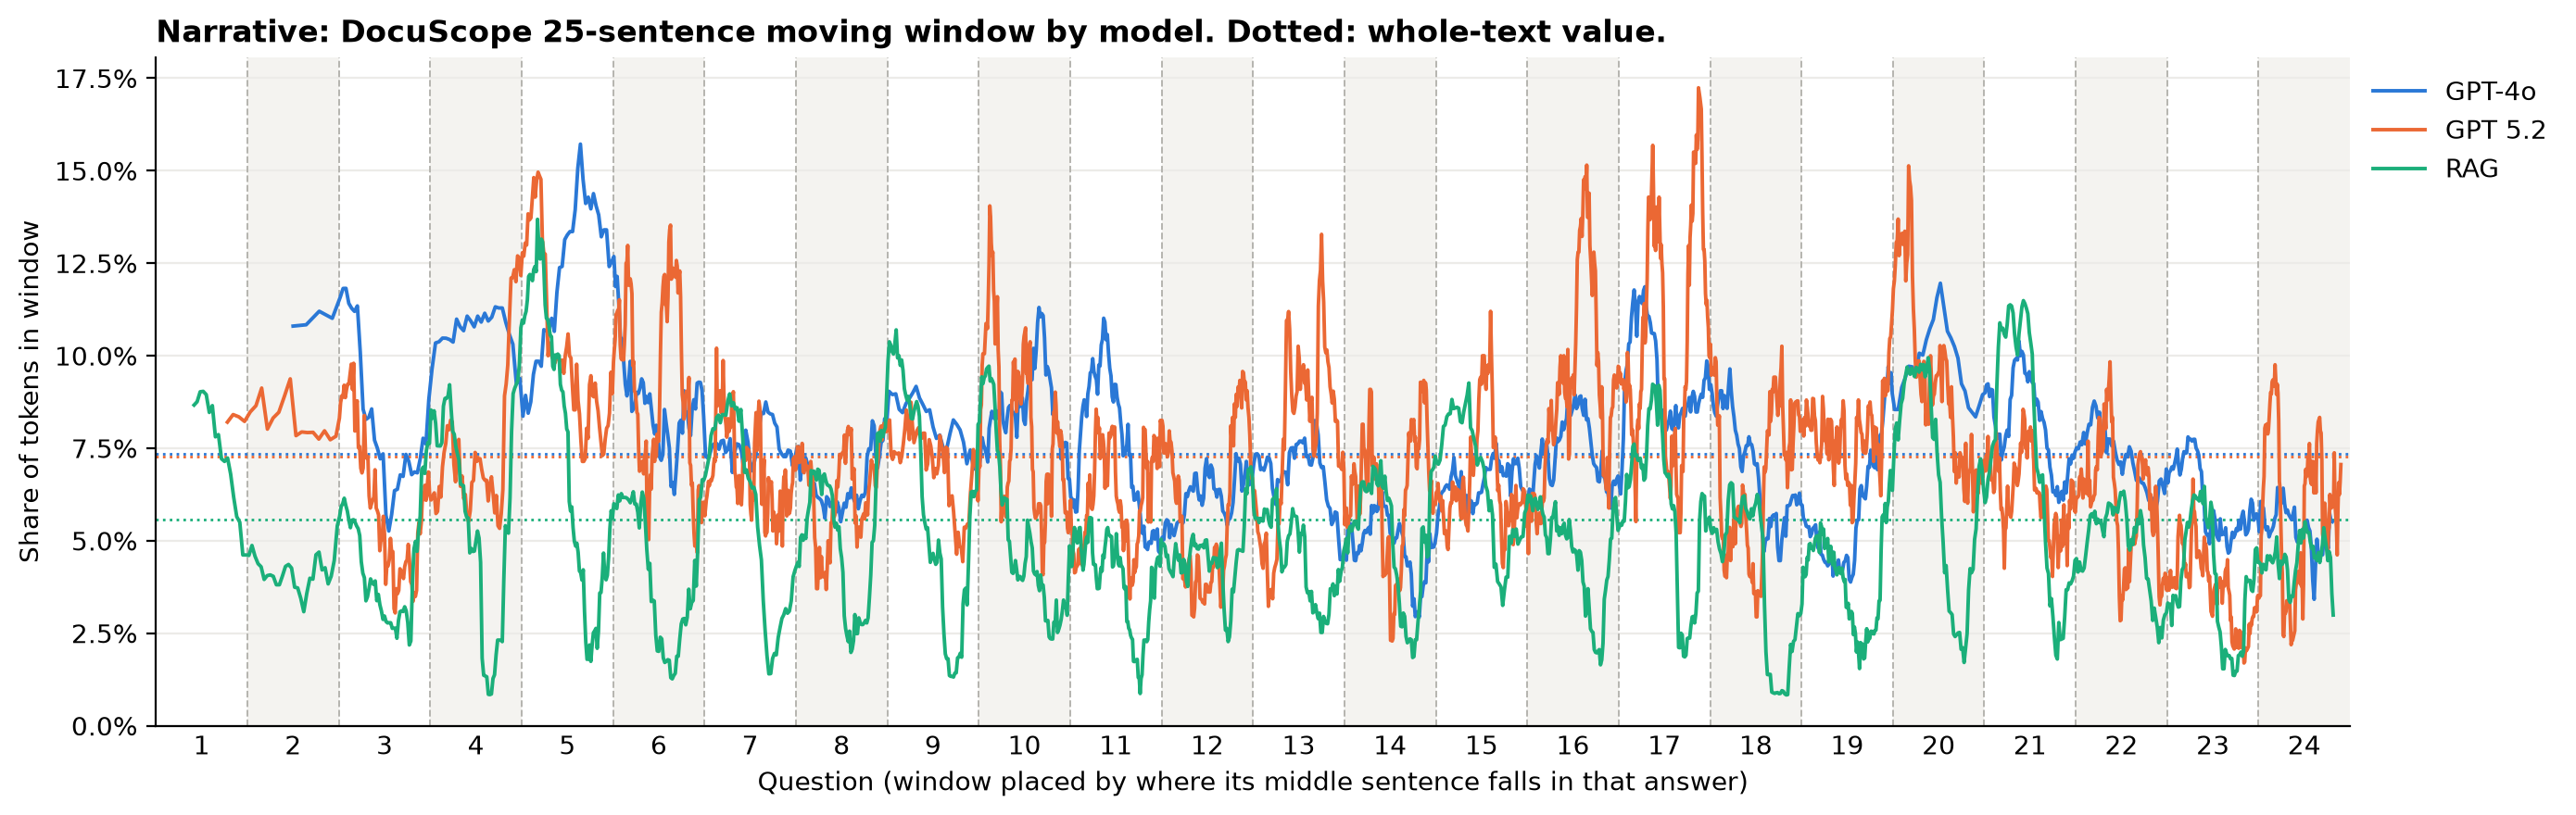 Narrative: DocuScope 25-sentence moving window by model. Dotted: whole-text value.
17.5%
15.0%
12.5%
10.0%
7.5%
5.0%
2.5%
0.0%
Share of tokens in window
1 2 3 4 5 6 7 8 9 10 11 12 13 14 15 16 17 18 19 20 21 22 23 24
Question (window placed by where its middle sentence falls in that answer)
GPT-4o
GPT 5.2
RAG